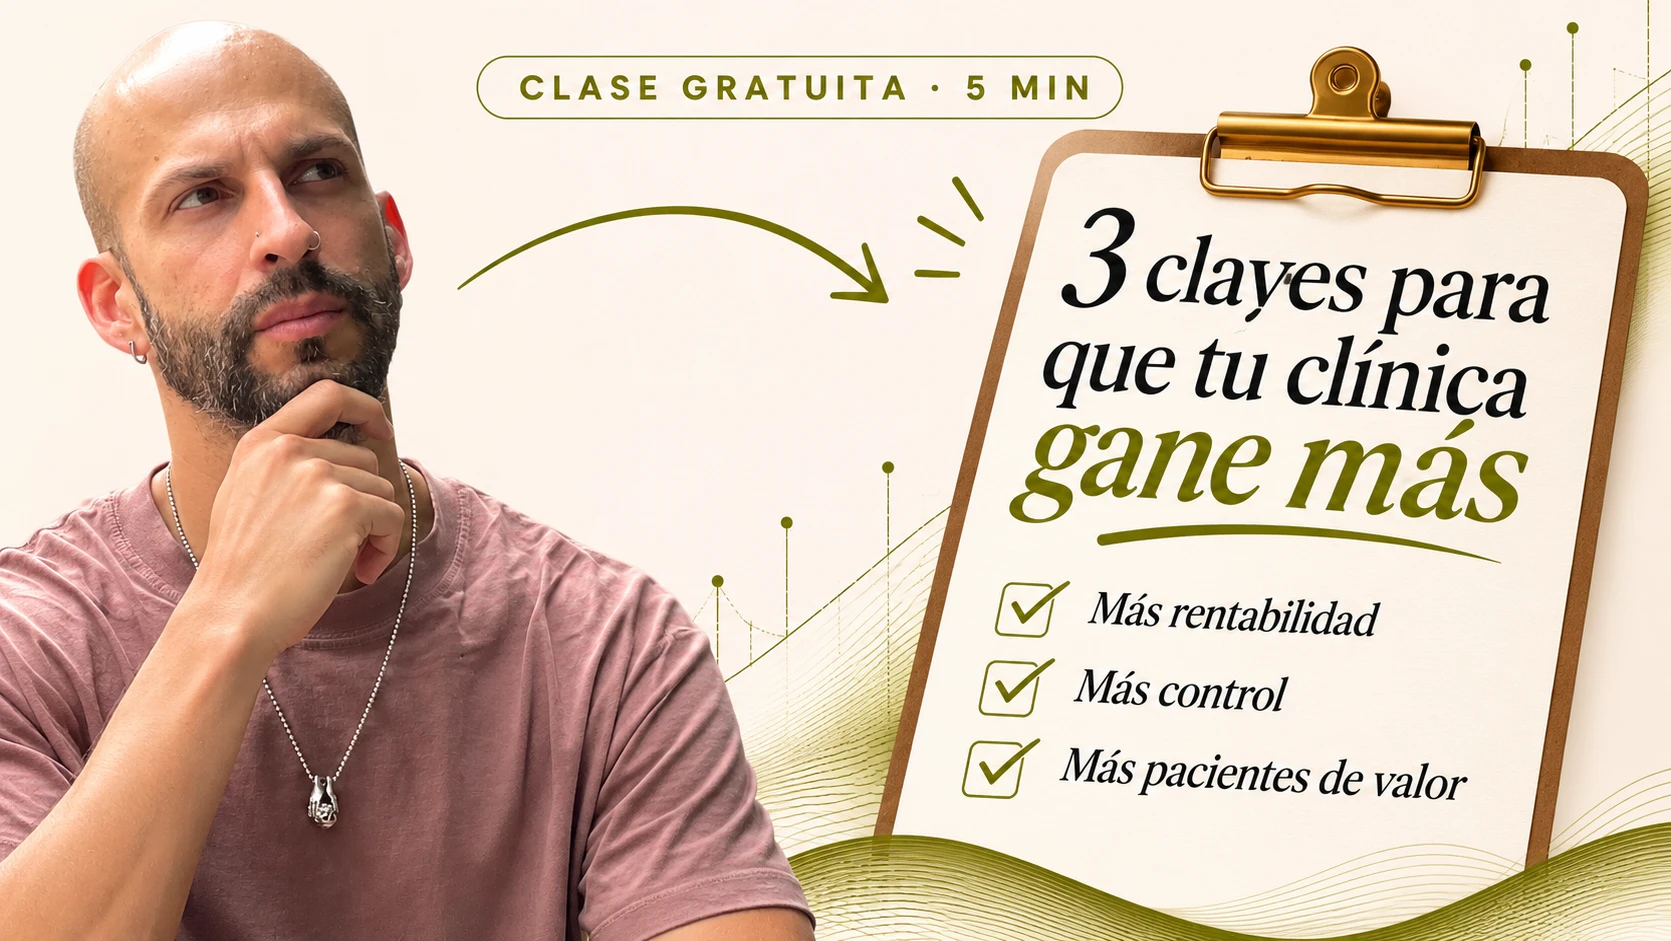 CLASE GRATUITA · 5 MIN
3 claves para
que tu clínica
gane más
Más rentabilidad
Más control
Más pacientes de valor